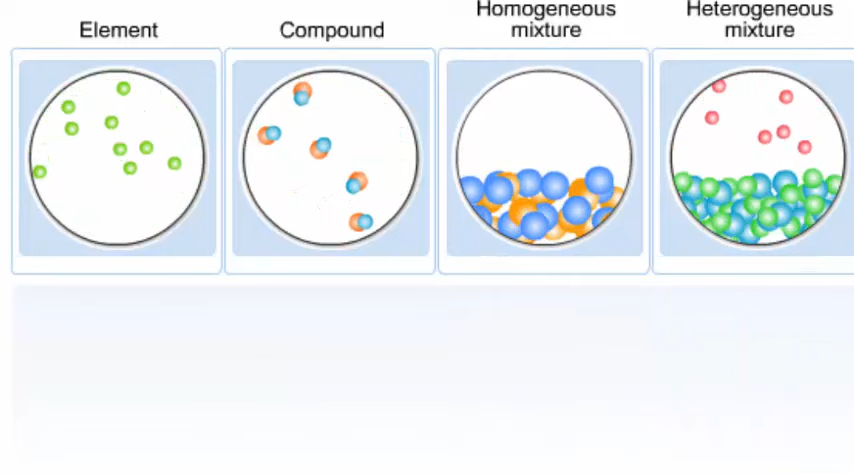 Element
Compound
Homogeneous
mixture
Heterogeneous
mixture